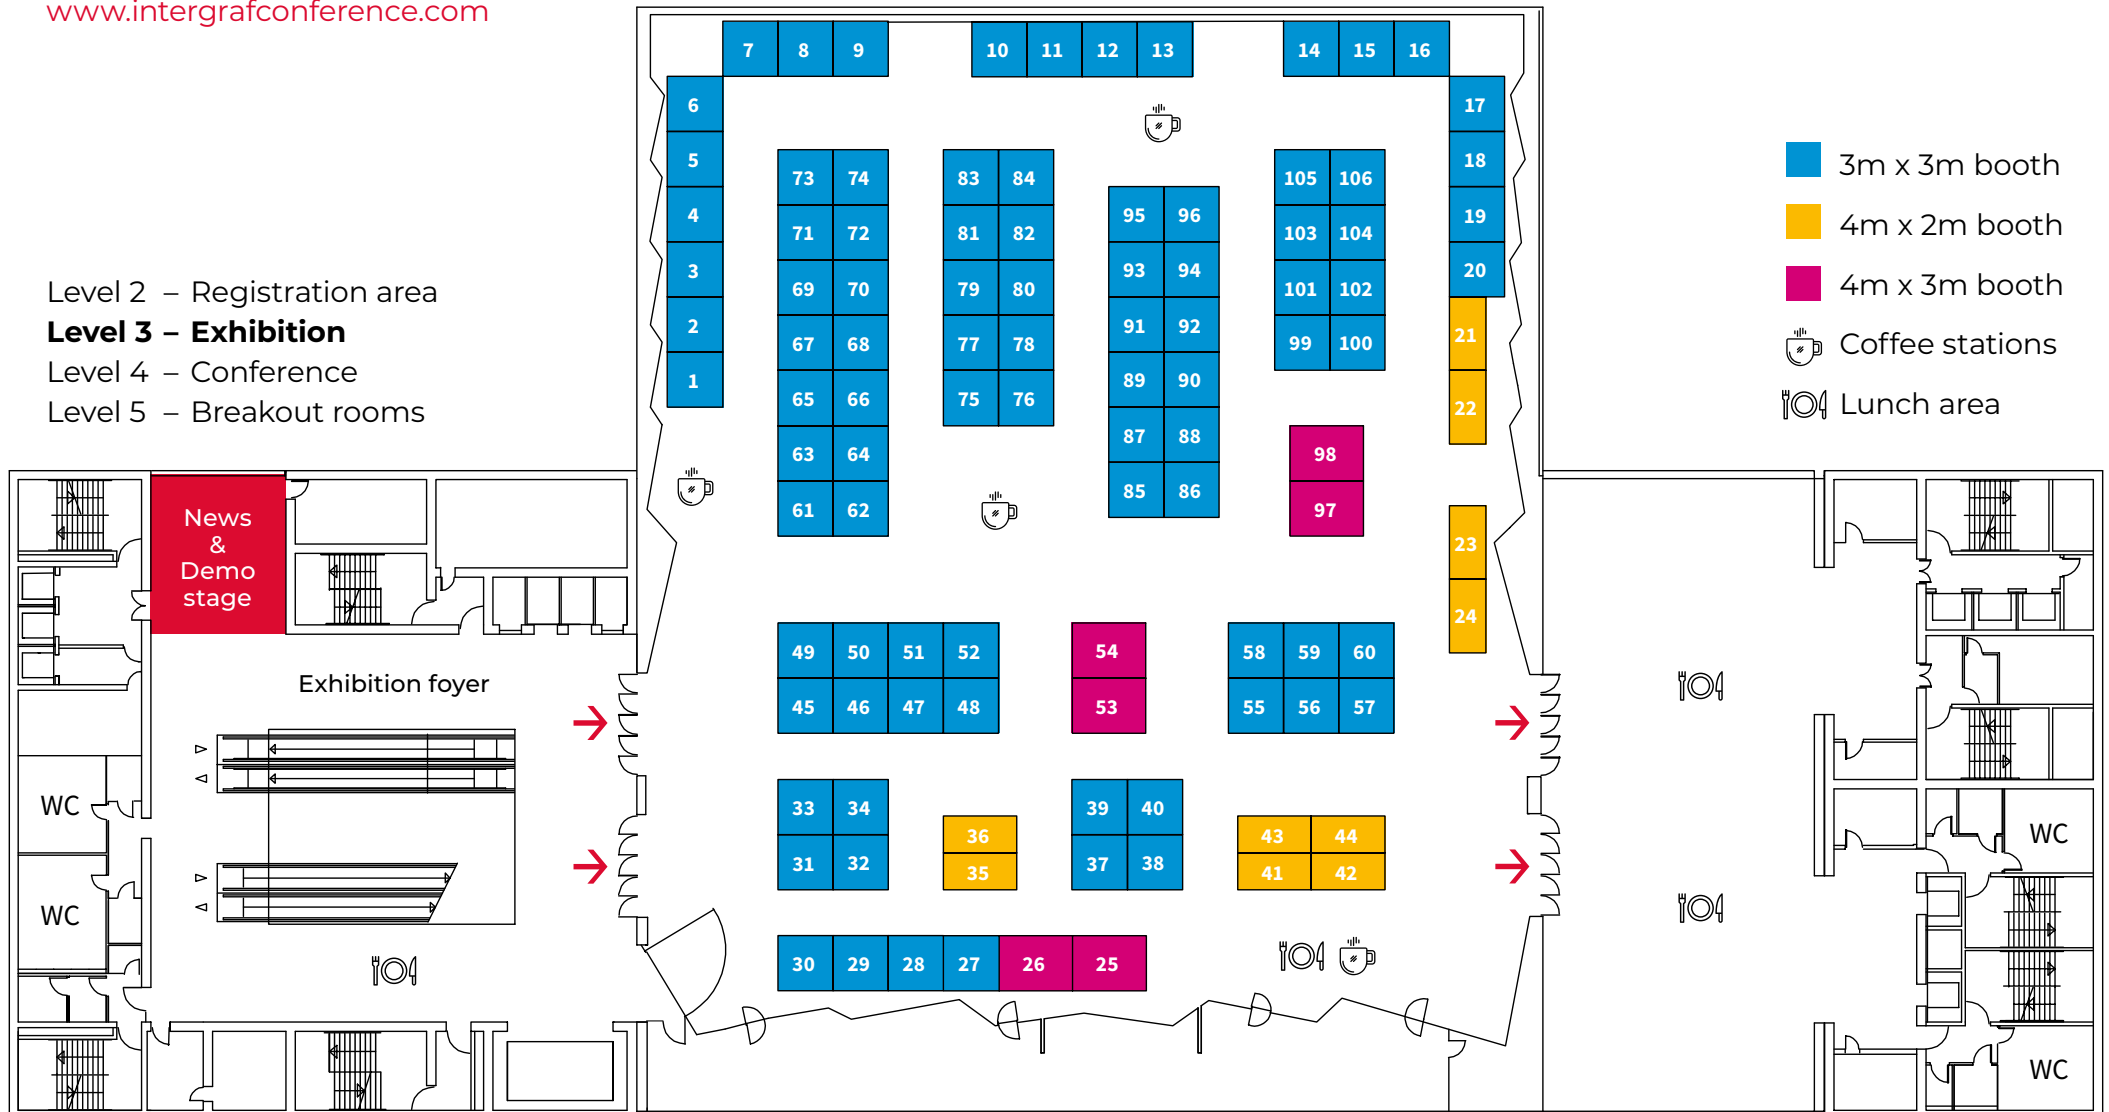 www.intergrafconference.com
7 8 9 10 11 12 13 14 15 16
6 17
5 18
4 19
3 20
2 21
1 22
73 74 83 84 105 106
71 72 81 82 95 96 103 104
69 70 79 80 93 94 101 102
67 68 77 78 91 92 99 100
65 66 75 76 89 90
63 64 87 88 98
61 62 85 86 97
23
24
3m x 3m booth
4m x 2m booth
4m x 3m booth
Coffee stations
Lunch area
Level 2 – Registration area
Level 3 – Exhibition
Level 4 – Conference
Level 5 – Breakout rooms
News
&
Demo
stage
Exhibition foyer
49 50 51 52 54 58 59 60
45 46 47 48 53 55 56 57
33 34 36 39 40 43 44
31 32 35 37 38 41 42
30 29 28 27 26 25
WC
WC
WC
WC